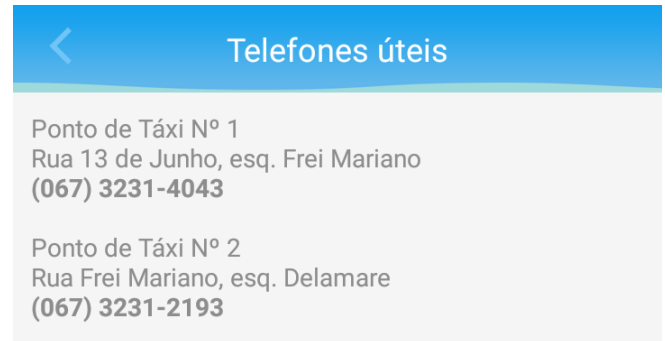 Telefones úteis
Ponto de Táxi Nº 1
Rua 13 de Junho, esq. Frei Mariano
(067) 3231-4043
Ponto de Táxi Nº 2
Rua Frei Mariano, esq. Delamare
(067) 3231-2193